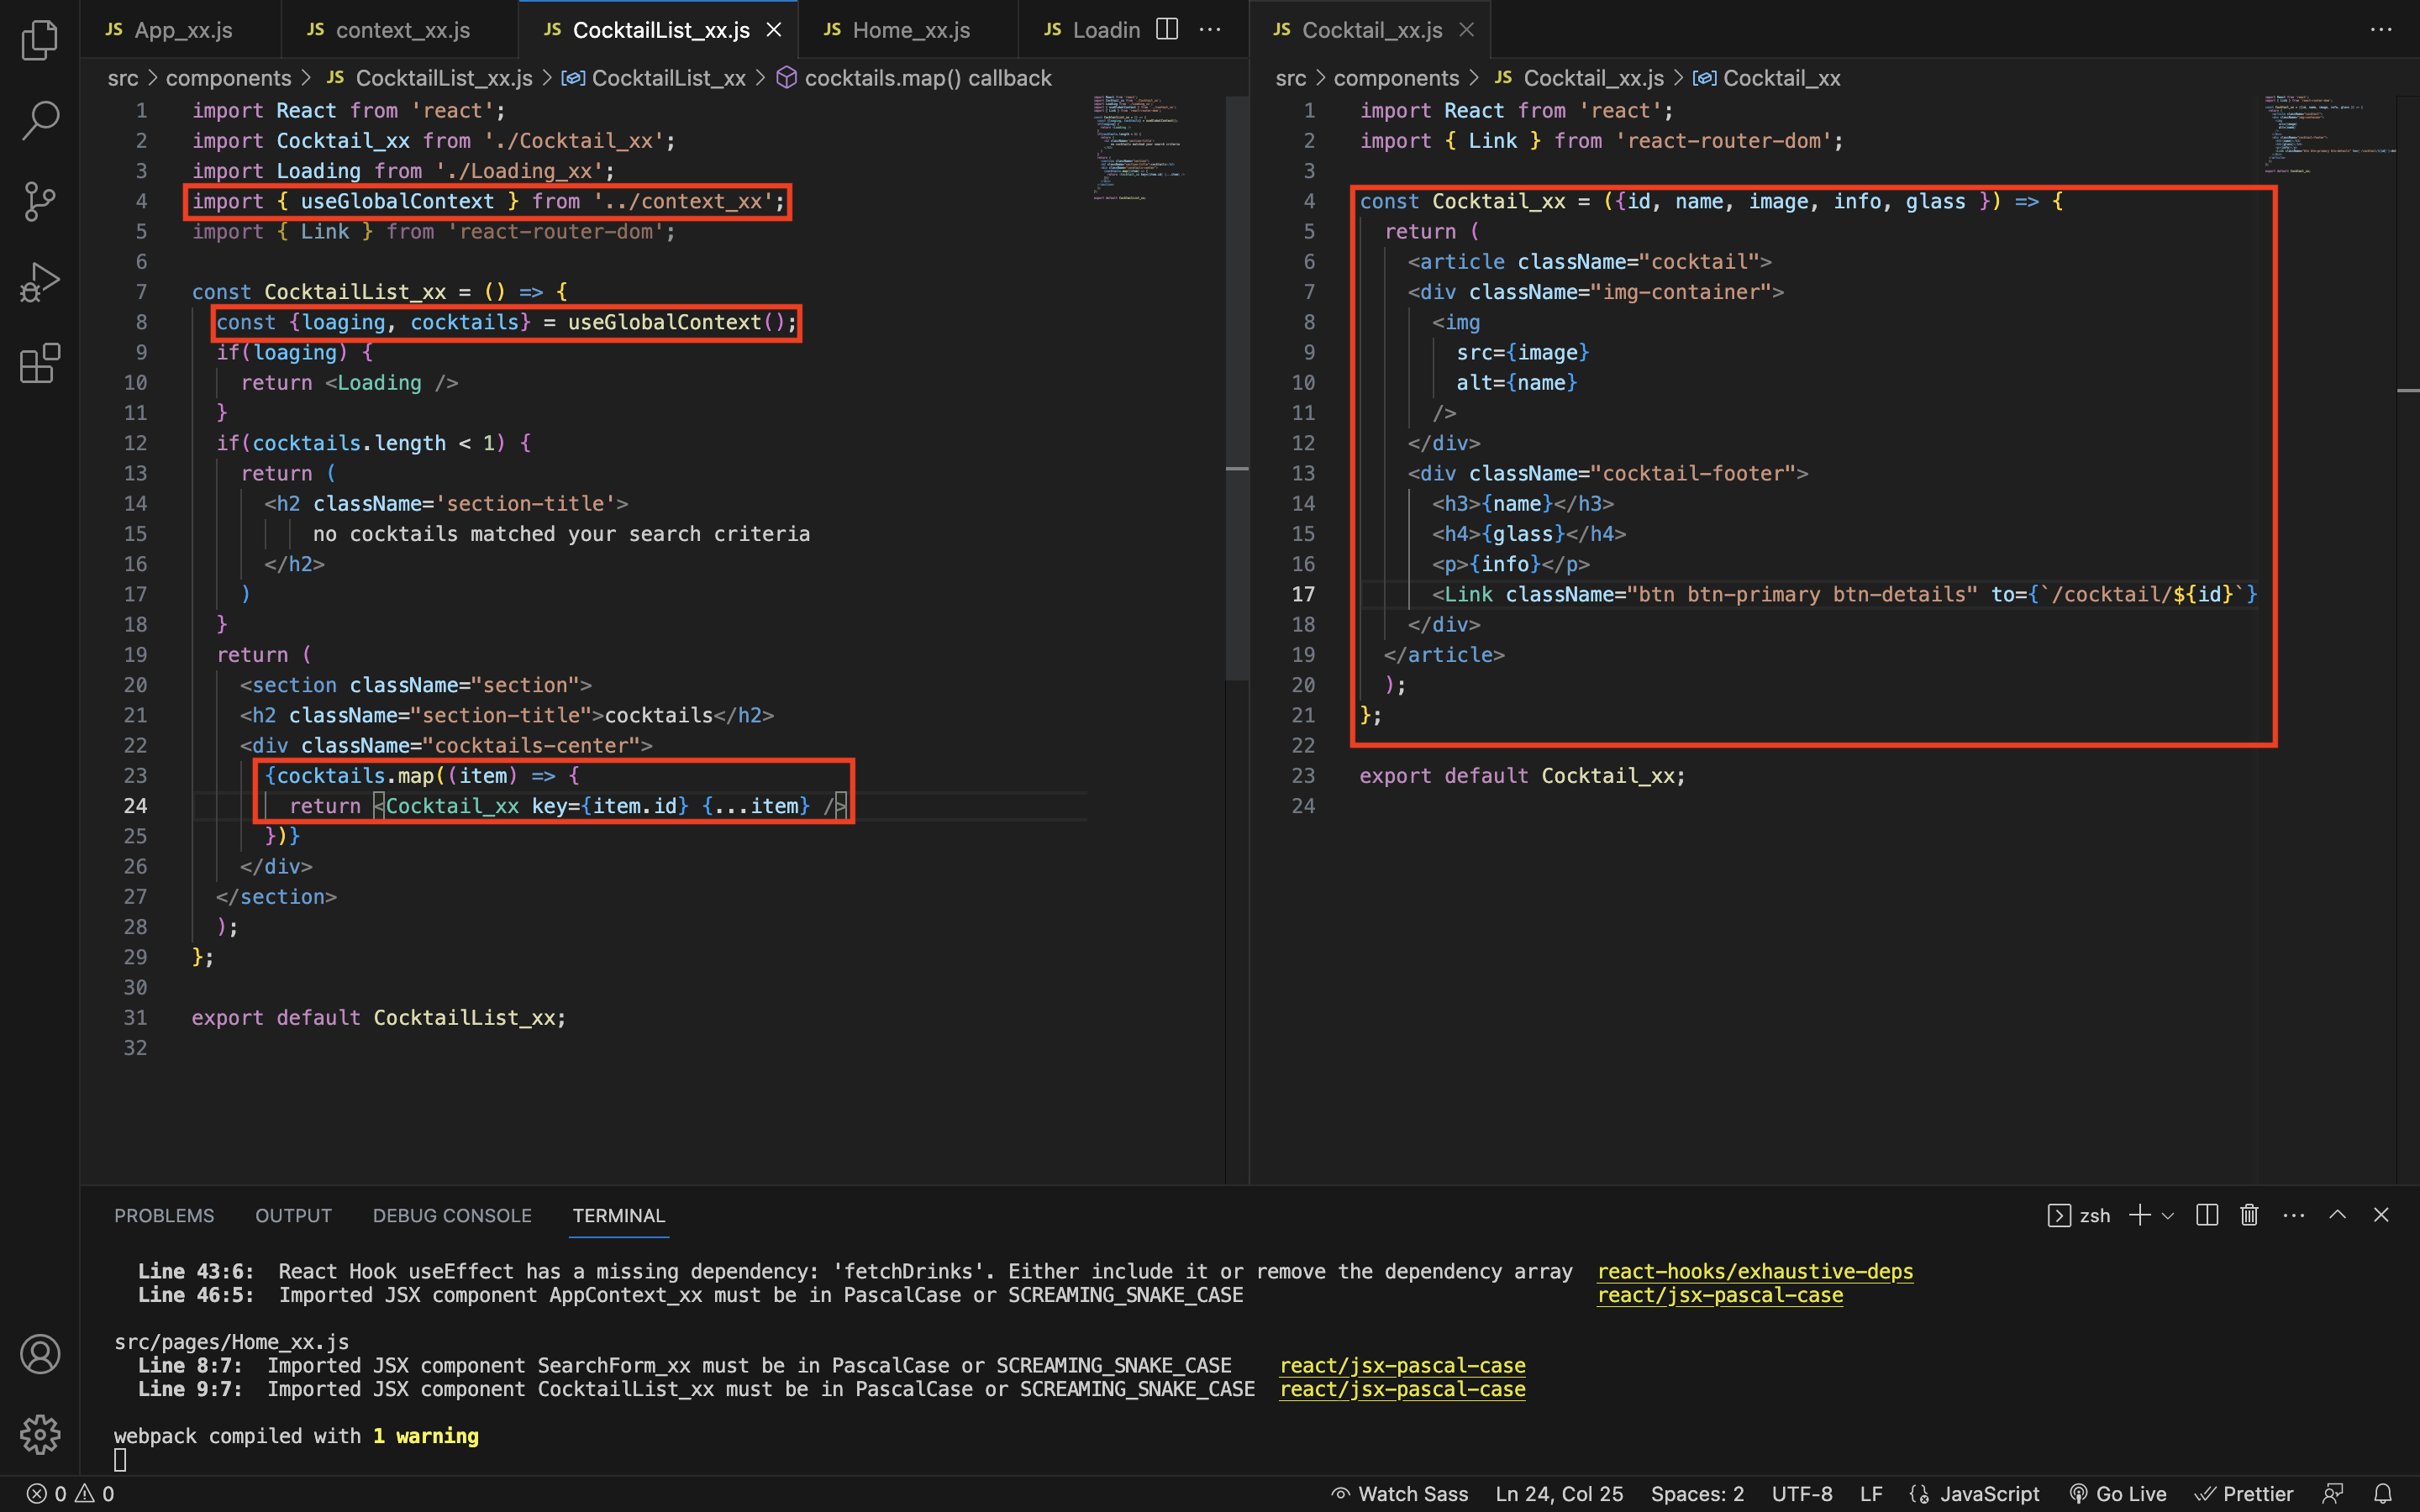 JS App_xx.js JS context_xx.js JS CocktailList_xx.js JS Home_xx.js JS Loadin
src > components > JS CocktailList_xx.js > CocktailList_xx > cocktails.map() callback
1 import React from 'react';
2 import Cocktail_xx from './Cocktail_xx';
3 import Loading from './Loading_xx';
4 import { useGlobalContext } from '../context_xx';
5 import { Link } from 'react-router-dom';
6
7 const CocktailList_xx = () => {
8 const {loaging, cocktails} = useGlobalContext();
9 if(loaging) {
10 return <Loading />
11 }
12 if(cocktails.length < 1) {
13 return (
14 <h2 className='section-title'>
15 no cocktails matched your search criteria
16 </h2>
17 )
18 }
19 return (
20 <section className="section">
21 <h2 className="section-title">cocktails</h2>
22 <div className="cocktails-center">
23 {cocktails.map((item) => {
24 return <Cocktail_xx key={item.id} {...item} />
25 })}
26 </div>
27 </section>
28 );
29 };
30
31 export default CocktailList_xx;
32
JS Cocktail_xx.js
src > components > JS Cocktail_xx.js > Cocktail_xx
1 import React from 'react';
2 import { Link } from 'react-router-dom';
3
4 const Cocktail_xx = ({id, name, image, info, glass }) => {
5 return (
6 <article className="cocktail">
7 <div className="img-container">
8 <img
9 src={image}
10 alt={name}
11 />
12 </div>
13 <div className="cocktail-footer">
14 <h3>{name}</h3>
15 <h4>{glass}</h4>
16 <p>{info}</p>
17 <Link className="btn btn-primary btn-details" to={`/cocktail/${id}`}
18 </div>
19 </article>
20 );
21 };
22
23 export default Cocktail_xx;
24
PROBLEMS OUTPUT DEBUG CONSOLE TERMINAL zsh
Line 43:6: React Hook useEffect has a missing dependency: 'fetchDrinks'. Either include it or remove the dependency array react-hooks/exhaustive-deps
Line 46:5: Imported JSX component AppContext_xx must be in PascalCase or SCREAMING_SNAKE_CASE react/jsx-pascal-case
src/pages/Home_xx.js
Line 8:7: Imported JSX component SearchForm_xx must be in PascalCase or SCREAMING_SNAKE_CASE react/jsx-pascal-case
Line 9:7: Imported JSX component CocktailList_xx must be in PascalCase or SCREAMING_SNAKE_CASE react/jsx-pascal-case
webpack compiled with 1 warning
0 0 Watch Sass Ln 24, Col 25 Spaces: 2 UTF-8 LF JavaScript Go Live Prettier